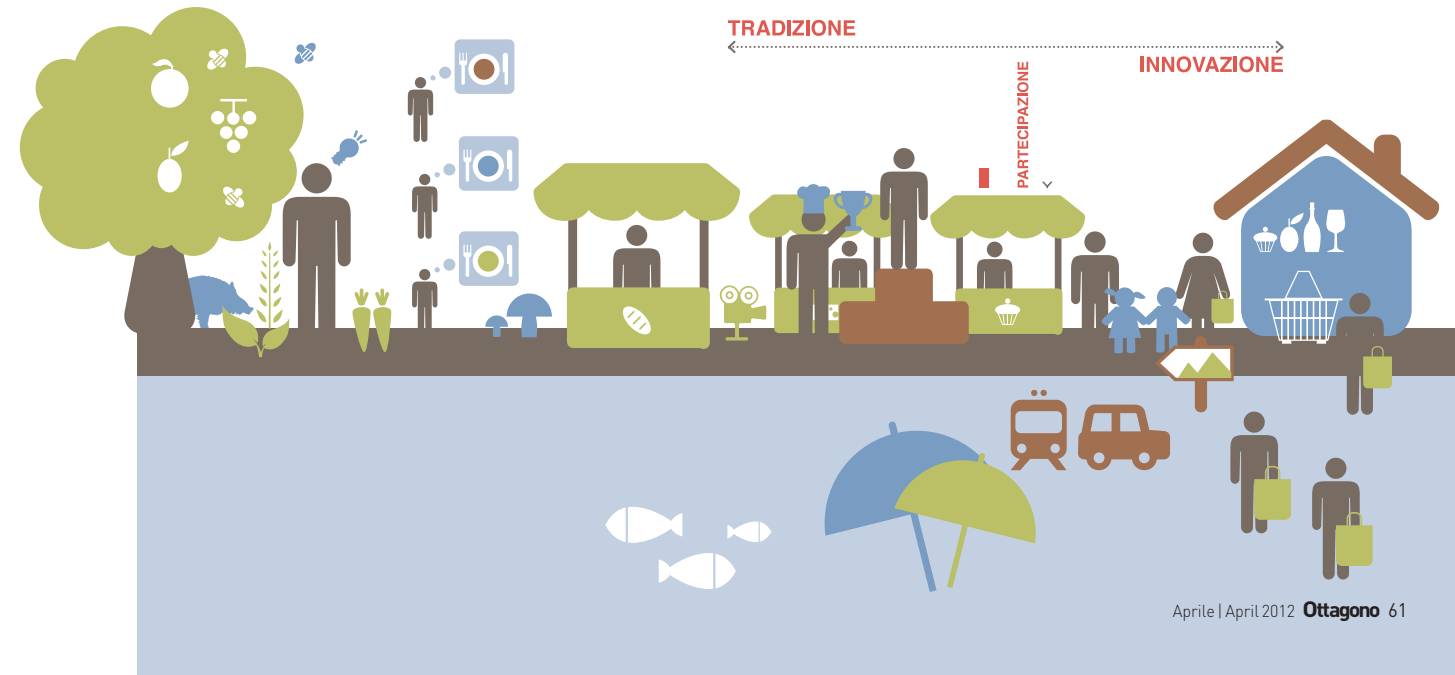 TRADIZIONE
INNOVAZIONE
PARTECIPAZIONE
Aprile | April 2012 Ottagono 61